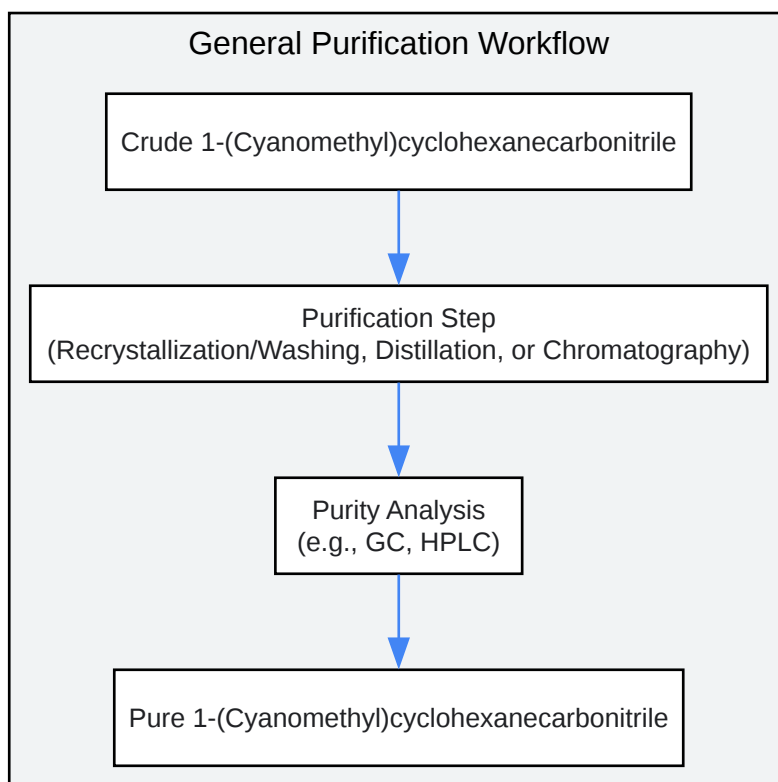 General Purification Workflow
Crude 1-(Cyanomethyl)cyclohexanecarbonitrile
Purification Step
(Recrystallization/Washing, Distillation, or Chromatography)
Purity Analysis
(e.g., GC, HPLC)
Pure 1-(Cyanomethyl)cyclohexanecarbonitrile